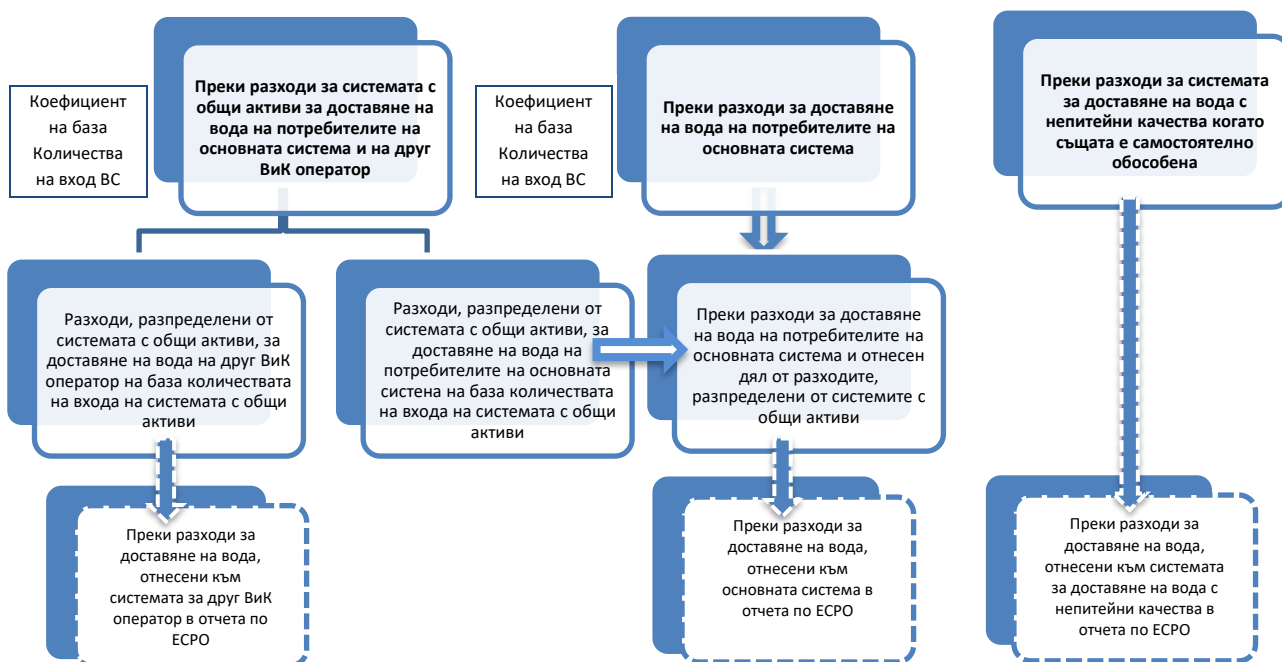 Коефициент
на база
Количества
на вход ВС
Преки разходи за системата с
общи активи за доставяне на
вода на потребителите на
основната система и на друг
ВиК оператор
Коефициент
на база
Количества
на вход ВС
Преки разходи за доставяне
на вода на потребителите на
основната система
Преки разходи за системата
за доставяне на вода с
непитейни качества когато
същата е самостоятелно
обособена
Разходи, разпределени от
системата с общи активи, за
доставяне на вода на друг ВиК
оператор на база количествата
на входа на системата с общи
активи
Разходи, разпределени от
системата с общи активи, за
доставяне на вода на
потребителите на основната
систена на база количествата
на входа на системата с общи
активи
Преки разходи за доставяне
на вода на потребителите на
основната система и отнесен
дял от разходите,
разпределени от системите с
общи активи
Преки разходи за
доставяне на вода,
отнесени към
системата за друг ВиК
оператор в отчета по
ЕСРО
Преки разходи за
доставяне на вода,
отнесени към
основната система в
отчета по ЕСРО
Преки разходи за
доставяне на вода,
отнесени към системата
за доставяне на вода с
непитейни качества в
отчета по ЕСРО